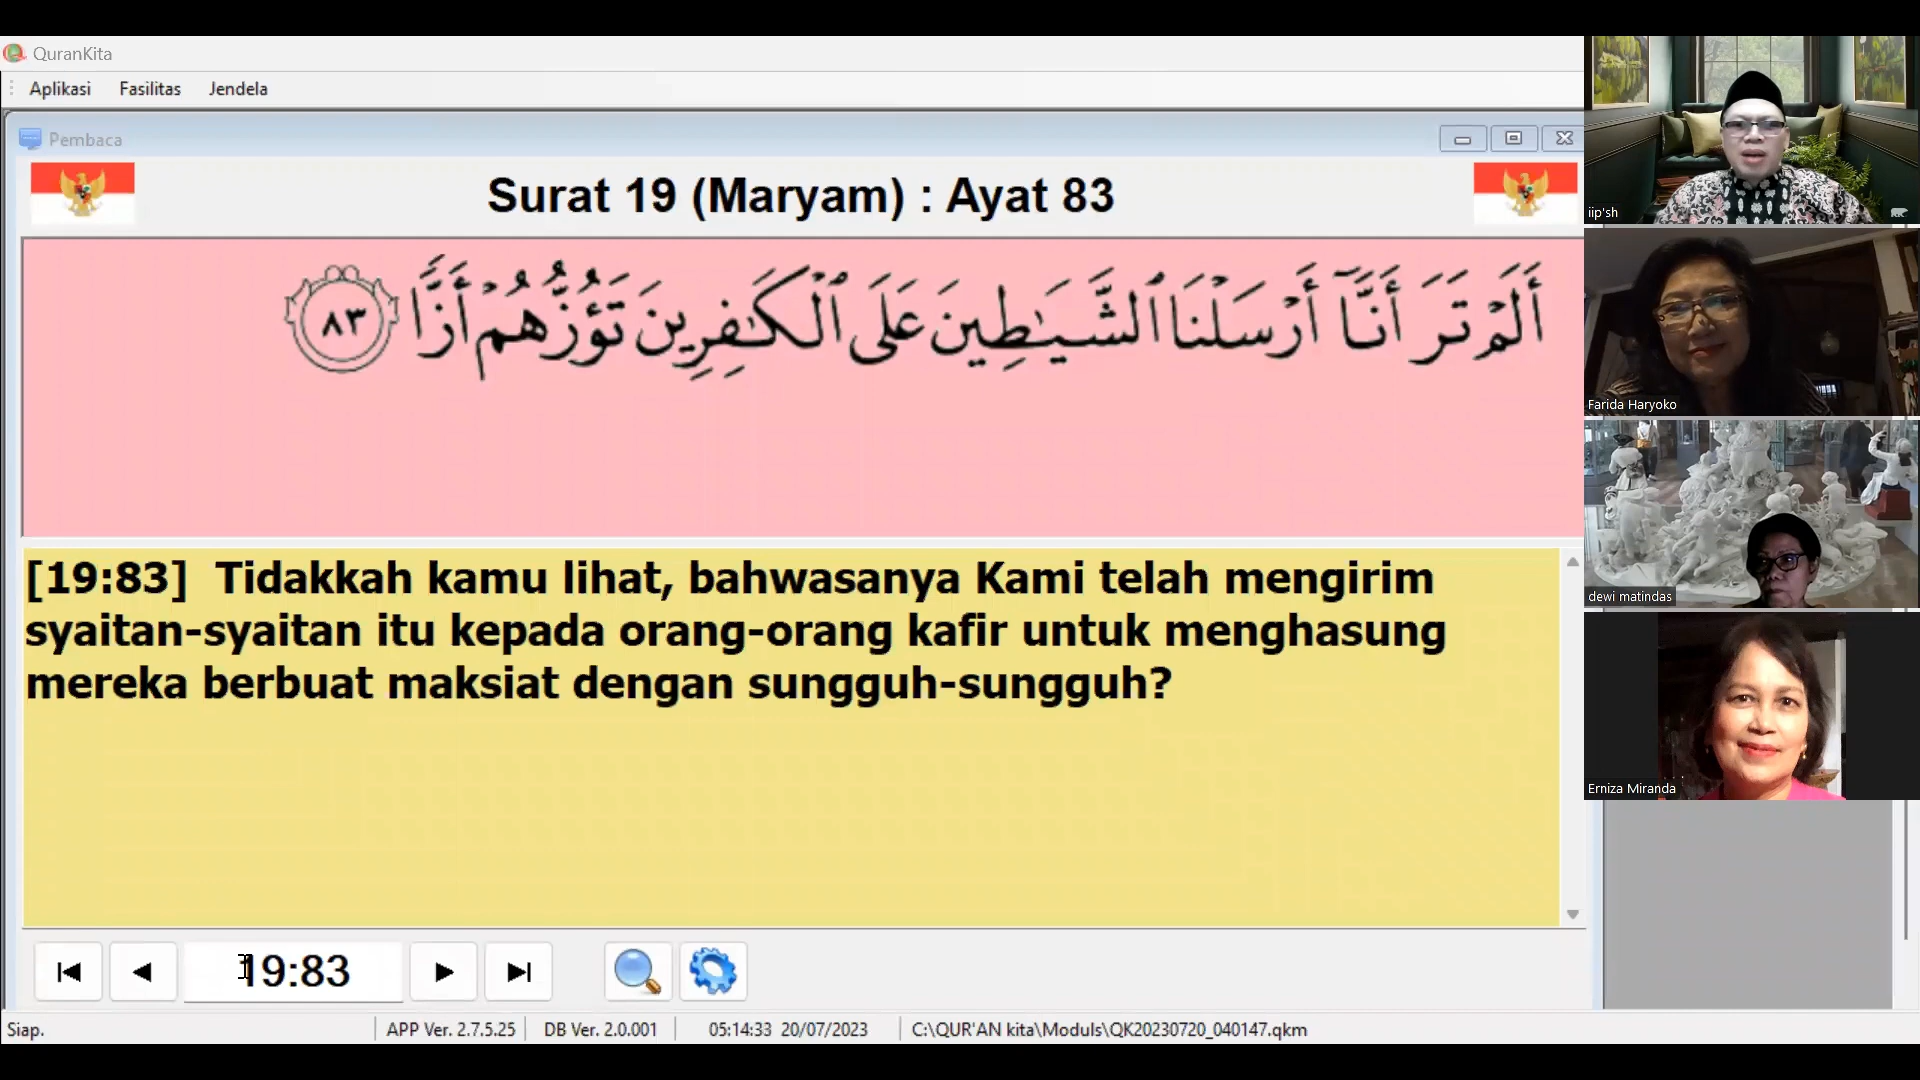 QuranKita
Aplikasi Fasilitas Jendela
Pembaca
Surat 19 (Maryam) : Ayat 83
أَلَمْ تَرَ أَنَّآ أَرْسَلْنَا ٱلشَّيَـٰطِينَ عَلَى ٱلْكَـٰفِرِينَ تَؤُزُّهُمْ أَزًّا ٨٣
[19:83] Tidakkah kamu lihat, bahwasanya Kami telah mengirim
syaitan-syaitan itu kepada orang-orang kafir untuk menghasung
mereka berbuat maksiat dengan sungguh-sungguh?
19:83
Siap.
APP Ver. 2.7.5.25
DB Ver. 2.0.001
05:14:33 20/07/2023
C:\QUR'AN kita\Moduls\QK20230720_040147.qkm
iip'sh
Farida Haryoko
dewi matindas
Erniza Miranda